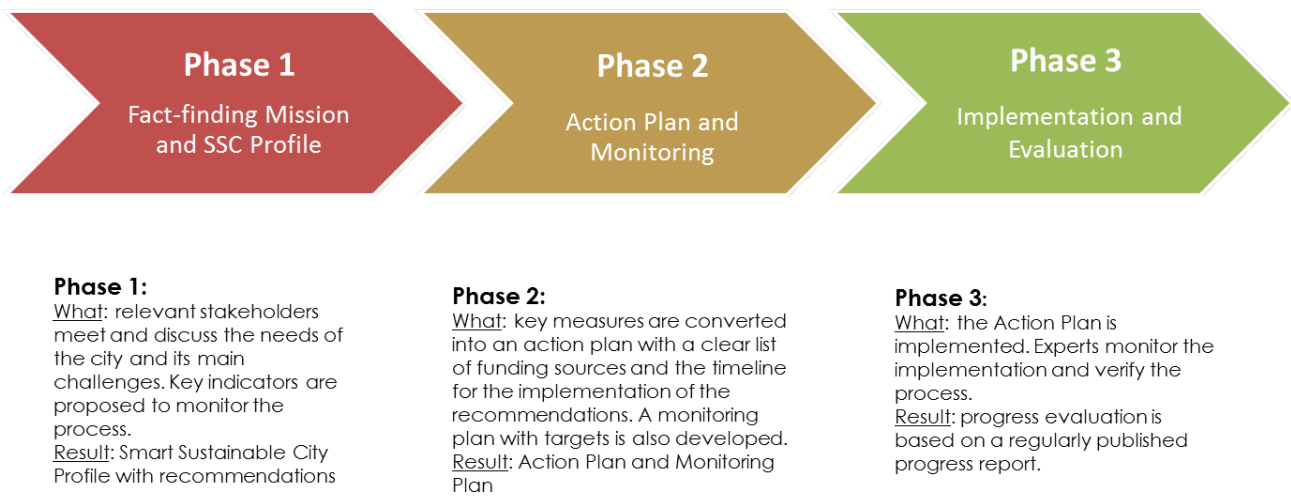 Phase 1
Fact-finding Mission
and SSC Profile
Phase 2
Action Plan and
Monitoring
Phase 3
Implementation and
Evaluation
Phase 1:
What: relevant stakeholders
meet and discuss the needs of
the city and its main
challenges. Key indicators are
proposed to monitor the
process.
Result: Smart Sustainable City
Profile with recommendations
Phase 2:
What: key measures are converted
into an action plan with a clear list
of funding sources and the timeline
for the implementation of the
recommendations. A monitoring
plan with targets is also developed.
Result: Action Plan and Monitoring
Plan
Phase 3:
What: the Action Plan is
implemented. Experts monitor the
implementation and verify the
process.
Result: progress evaluation is
based on a regularly published
progress report.